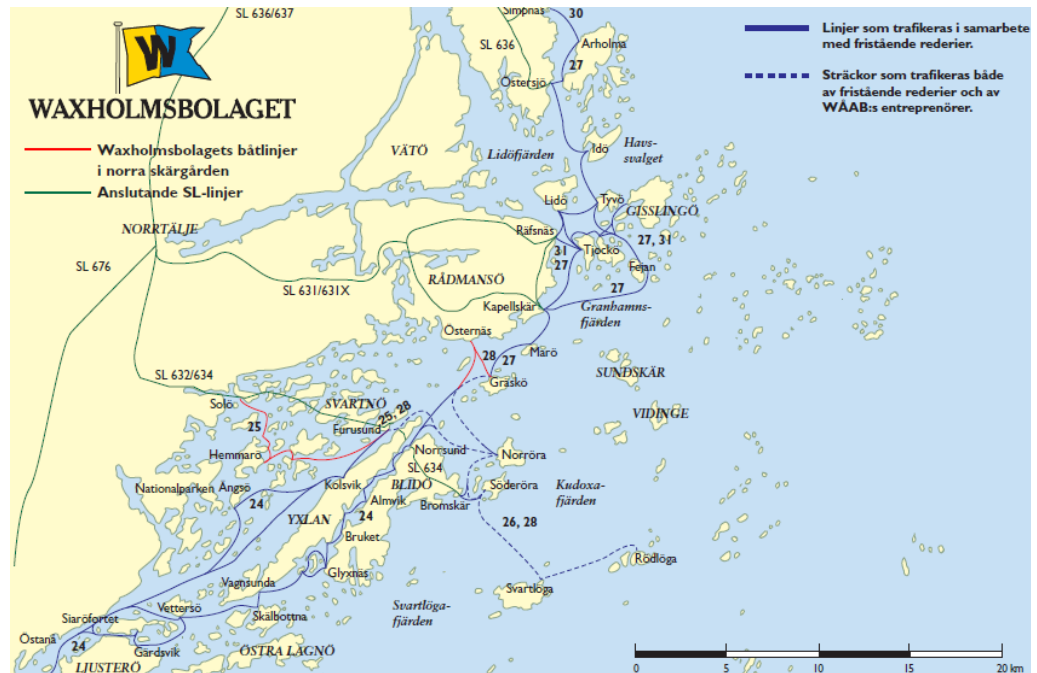 SL 636/637
Simpnäs
30
SL 636
Arholma
27
Östersjö
W
WAXHOLMSBOLAGET
Waxholmsbolagets båtlinjer
i norra skärgården
Anslutande SL-linjer
Linjer som trafikeras i samarbete
med fristående rederier.
Sträckor som trafikeras både
av fristående rederier och av
WÅAB:s entreprenörer.
VÄTÖ
Lidöfjärden
Idö
Havs-
svalget
Lidö
Tyvö
GISSLINGÖ
NORRTÄLJE
Räfsnäs
Tjockö
27, 31
31
27
Fejan
SL 676
SL 631/631X
RÅDMANSÖ
27
Kapellskär
Granhamns-
fjärden
Östernäs
28
27
Marö
Gräskö
SUNDSKÄR
SL 632/634
Solö
SVARTNÖ
25, 28
VIDINGE
Furusund
25
Hemmarö
Norrsund
SL 634
Norröra
Nationalparken Ängsö
Kolsvik
BLIDÖ
Söderöra
Kudoxa-
fjärden
24
Almvik
Bromskär
24
YXLAN
26, 28
Bruket
Rödlöga
Glyxnäs
Vagnsunda
Svartlöga
Vettersö
Svartlöga-
fjärden
Siaröfortet
Skälbottna
Östanå
24
Gärdsvik
ÖSTRA LAGNÖ
LJUSTERÖ
0
5
10
15
20 km